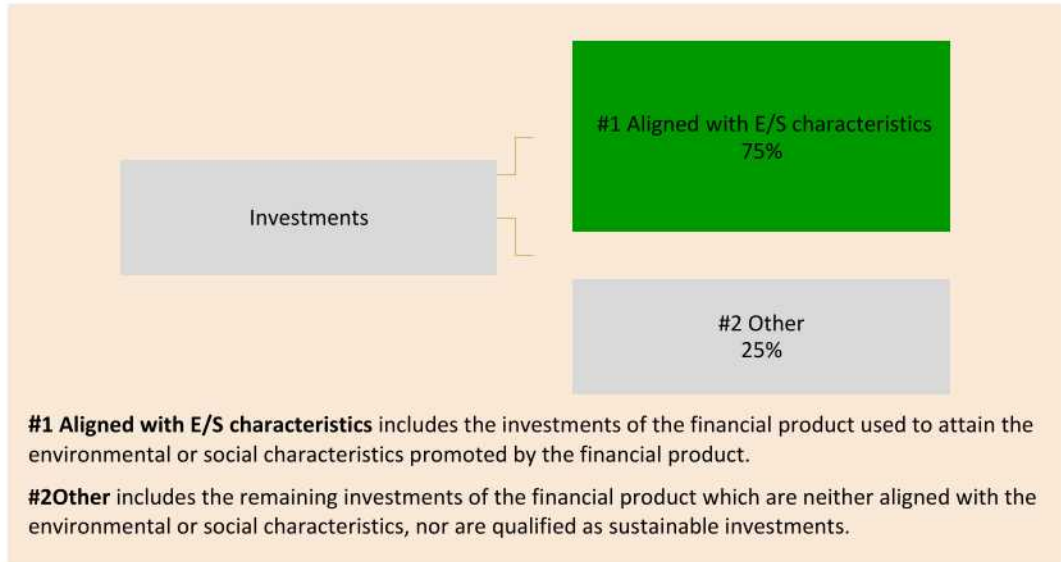 #1 Aligned with E/S characteristics
75%
Investments
#2 Other
25%
#1 Aligned with E/S characteristics includes the investments of the financial product used to attain the
environmental or social characteristics promoted by the financial product.
#2Other includes the remaining investments of the financial product which are neither aligned with the
environmental or social characteristics, nor are qualified as sustainable investments.